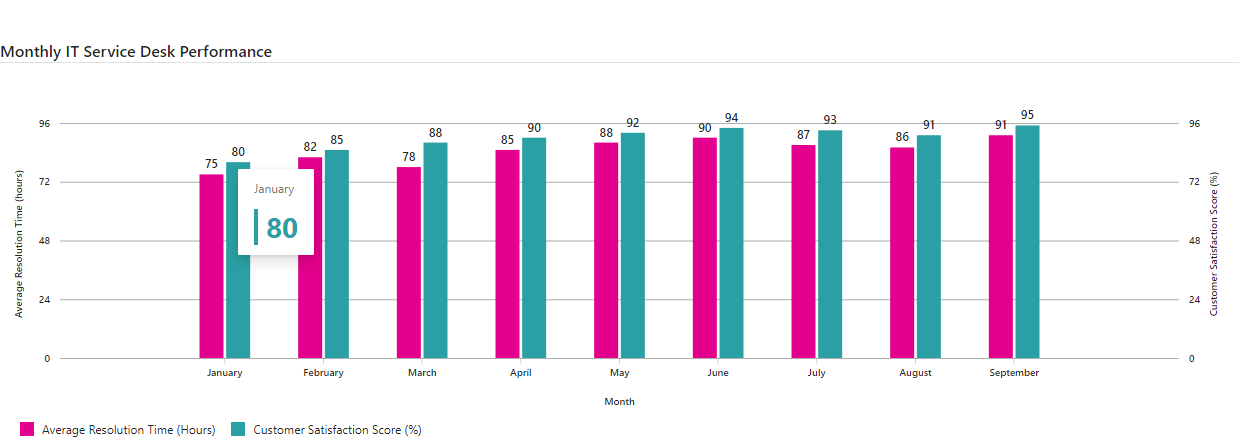 Monthly IT Service Desk Performance
Average Resolution Time (hours)
96
72
48
24
0
75 80
82 85
78 88
85 90
88 92
90 94
87 93
86 91
91 95
January
80
96
72
48
24
0
Customer Satisfaction Score (%)
January February March April May June July August September
Month
Average Resolution Time (Hours) Customer Satisfaction Score (%)